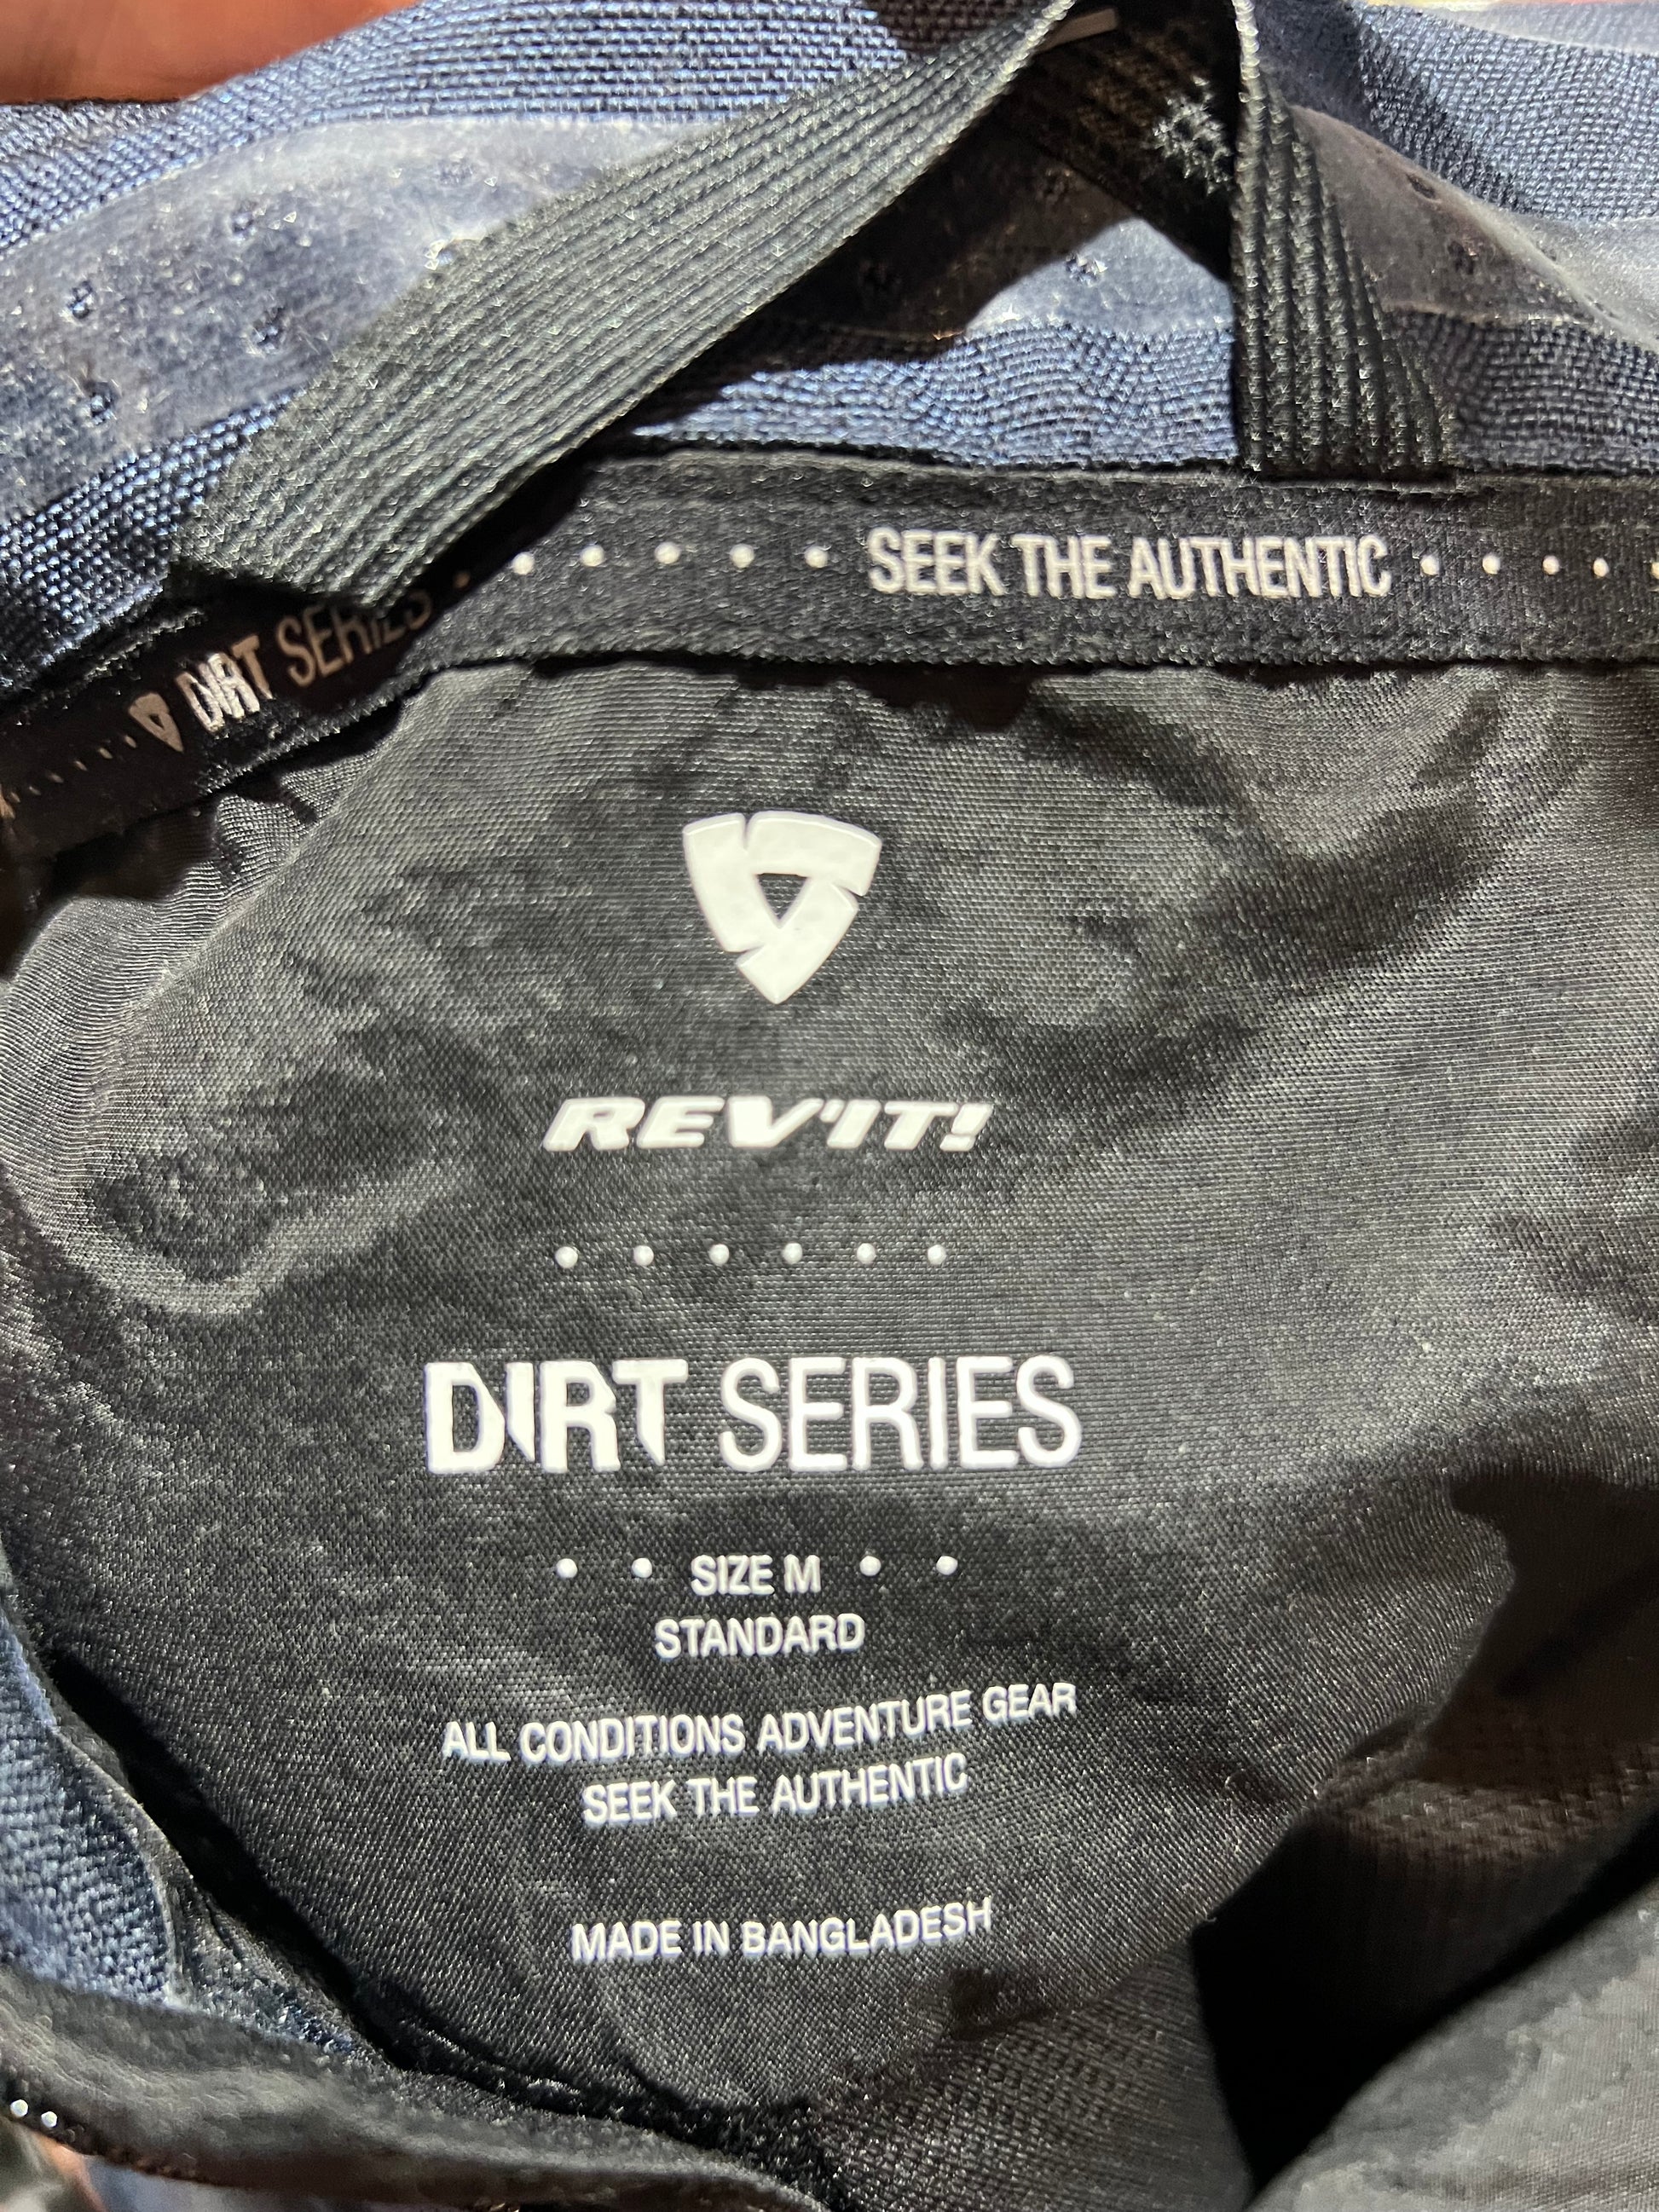 SEEK THE AUTHENTIC
DIRT SERIES
REV'IT!
DIRT SERIES
SIZE M
STANDARD
ALL CONDITIONS ADVENTURE GEAR
SEEK THE AUTHENTIC
MADE IN BANGLADESH